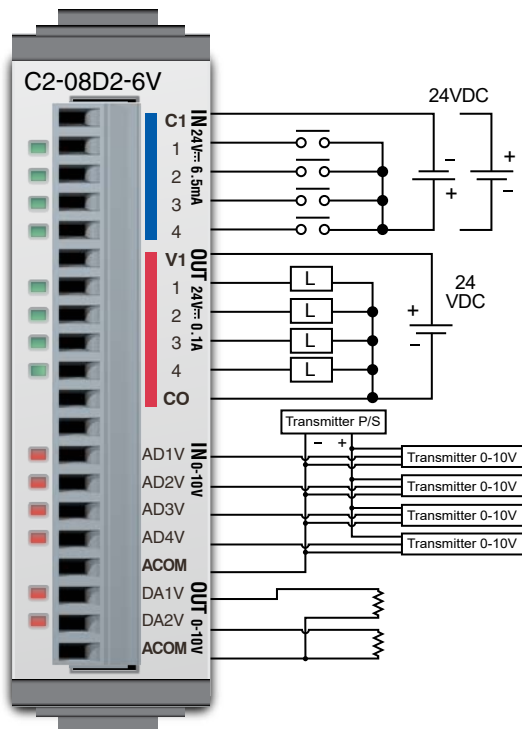 C2-08D2-6V
C1
1
2
3
4
IN 24V⎓ 6.5mA
24VDC
−
+
+
−
V1
1
2
3
4
CO
OUT 24V⎓ 0.1A
L
L
L
L
24
VDC
+
−
Transmitter P/S
−
+
AD1V
AD2V
AD3V
AD4V
ACOM
IN 0-10V
Transmitter 0-10V
Transmitter 0-10V
Transmitter 0-10V
Transmitter 0-10V
DA1V
DA2V
ACOM
OUT 0-10V